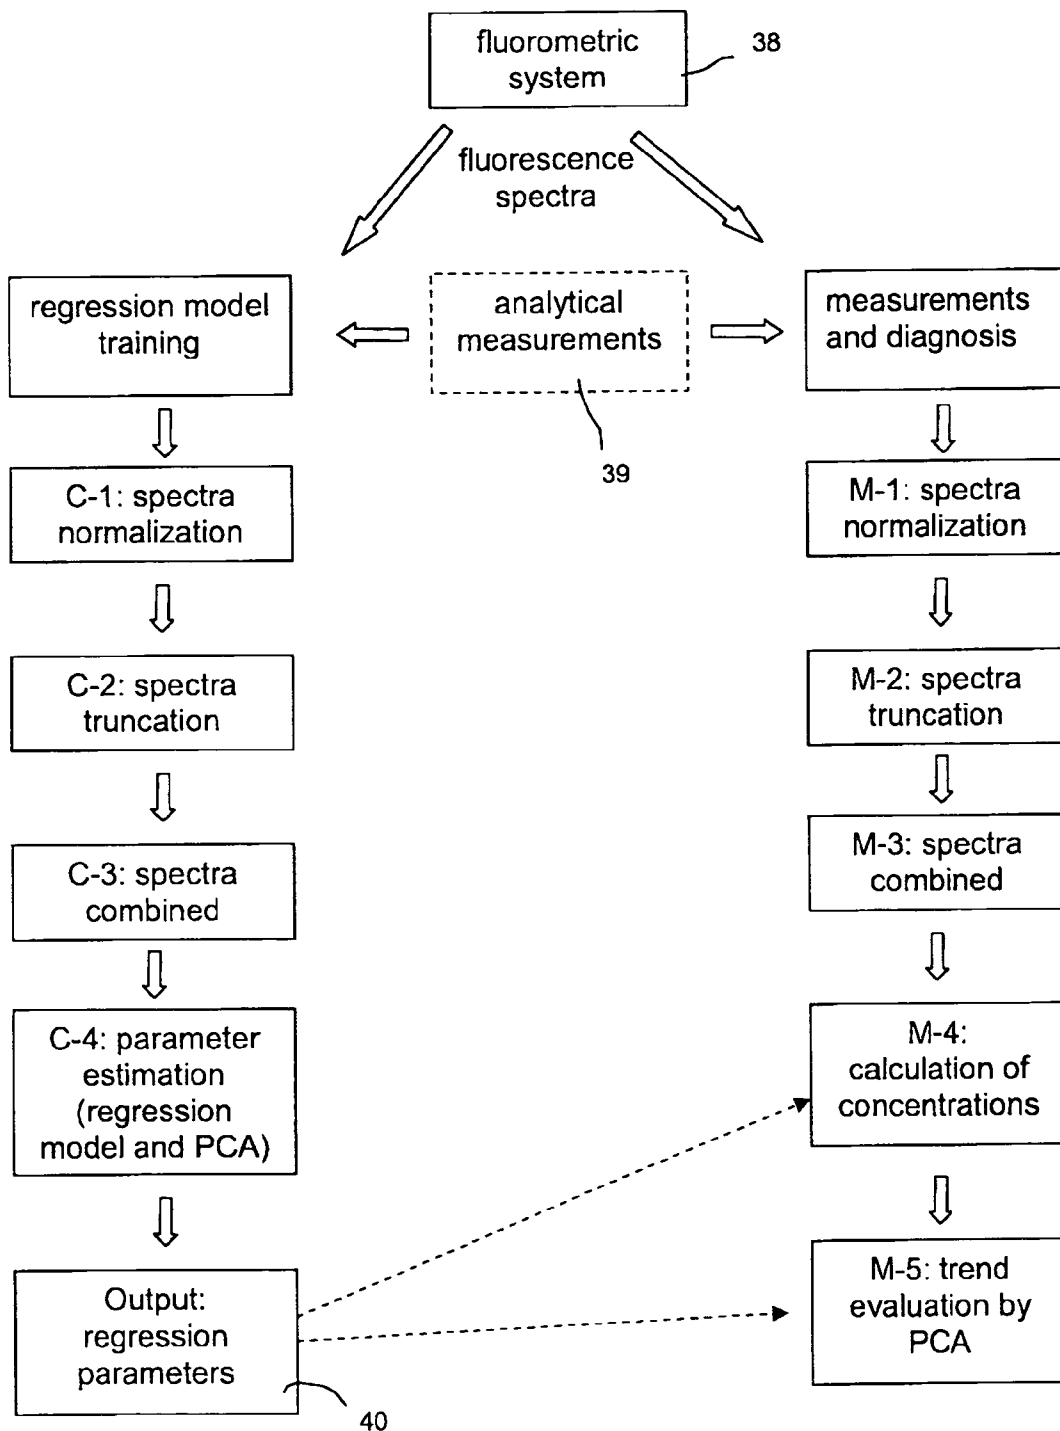 fluorometric
system
38
fluorescence
spectra
regression model
training
analytical
measurements
39
measurements
and diagnosis
C-1: spectra
normalization
C-2: spectra
truncation
C-3: spectra
combined
C-4: parameter
estimation
(regression
model and PCA)
Output:
regression
parameters
40
M-1: spectra
normalization
M-2: spectra
truncation
M-3: spectra
combined
M-4:
calculation of
concentrations
M-5: trend
evaluation by
PCA